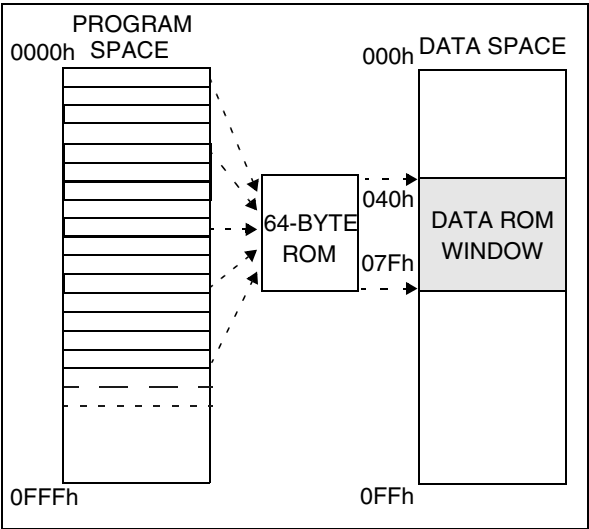 PROGRAM
SPACE
0000h
DATA SPACE
000h
64-BYTE
ROM
040h
07Fh
DATA ROM
WINDOW
0FFFh
0FFh